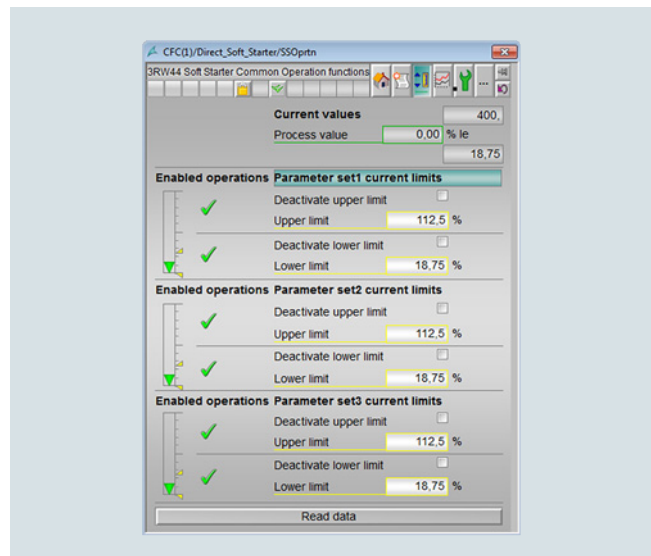 CFC(1)/Direct_Soft_Starter/SSOprtn
3RW44 Soft Starter Common Operation functions
...
Current values 400,
Process value 0,00 % Ie
18,75
Enabled operations Parameter set1 current limits
Deactivate upper limit
Upper limit 112,5 %
Deactivate lower limit
Lower limit 18,75 %
Enabled operations Parameter set2 current limits
Deactivate upper limit
Upper limit 112,5 %
Deactivate lower limit
Lower limit 18,75 %
Enabled operations Parameter set3 current limits
Deactivate upper limit
Upper limit 112,5 %
Deactivate lower limit
Lower limit 18,75 %
Read data